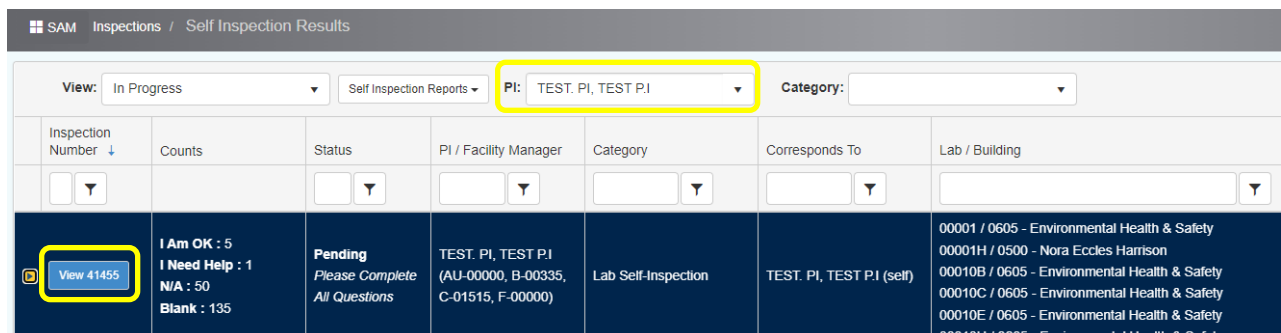 SAM Inspections / Self Inspection Results
View: In Progress Self Inspection Reports PI: TEST. PI, TEST P.I Category:
Inspection Number ↓ Counts Status PI / Facility Manager Category Corresponds To Lab / Building
View 41455
I Am OK : 5
I Need Help : 1
N/A : 50
Blank : 135
Pending
Please Complete
All Questions
TEST. PI, TEST P.I
(AU-00000, B-00335,
C-01515, F-00000)
Lab Self-Inspection
TEST. PI, TEST P.I (self)
00001 / 0605 - Environmental Health & Safety
00001H / 0500 - Nora Eccles Harrison
00010B / 0605 - Environmental Health & Safety
00010C / 0605 - Environmental Health & Safety
00010E / 0605 - Environmental Health & Safety